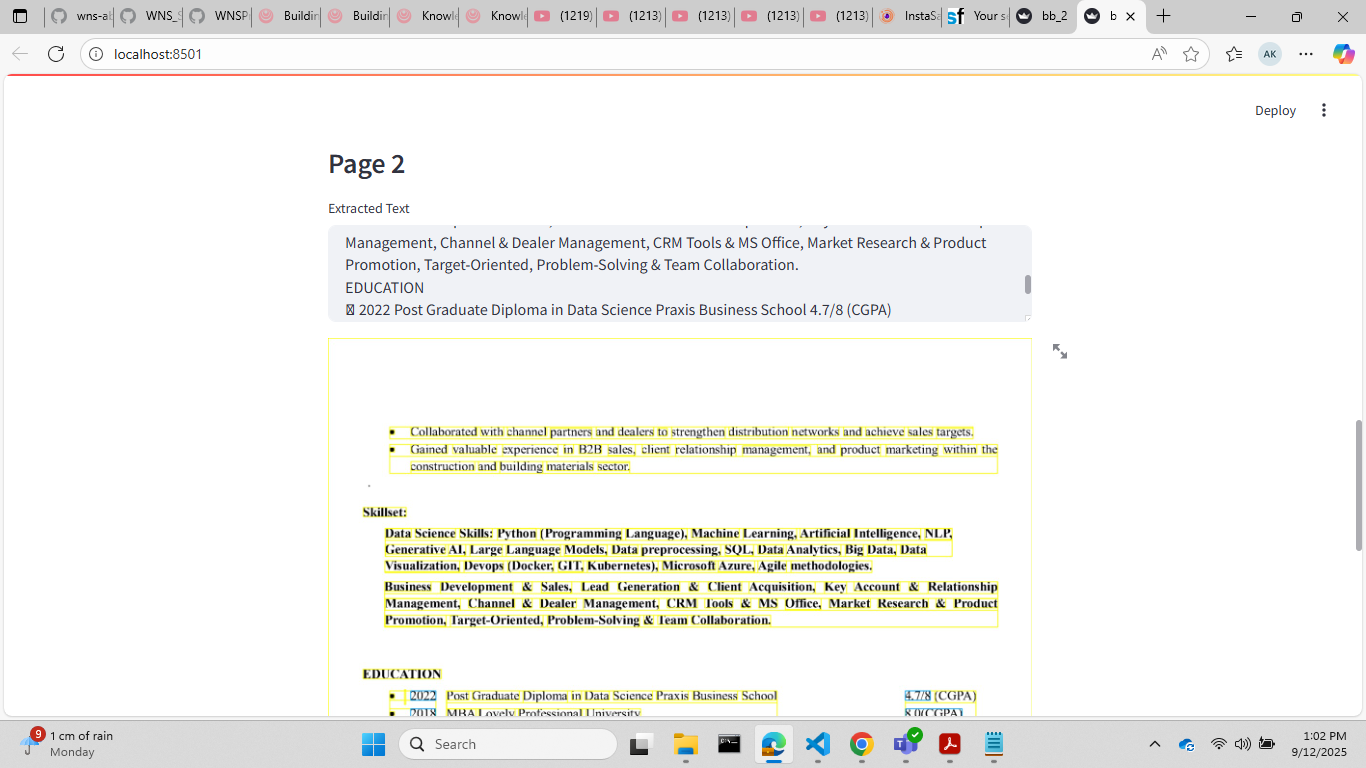 wns-ab
WNS_S
WNSPe
Buildin
Buildin
Knowle
Knowle
(1219)
(1213)
(1213)
(1213)
(1213)
InstaSa
Your se
bb_2
b
localhost:8501
AK
Deploy
Page 2
Extracted Text
Management, Channel & Dealer Management, CRM Tools & MS Office, Market Research & Product
Promotion, Target-Oriented, Problem-Solving & Team Collaboration.
EDUCATION
2022 Post Graduate Diploma in Data Science Praxis Business School 4.7/8 (CGPA)
• Collaborated with channel partners and dealers to strengthen distribution networks and achieve sales targets.
• Gained valuable experience in B2B sales, client relationship management, and product marketing within the
construction and building materials sector.
.
Skillset:
Data Science Skills: Python (Programming Language), Machine Learning, Artificial Intelligence, NLP,
Generative AI, Large Language Models, Data preprocessing, SQL, Data Analytics, Big Data, Data
Visualization, Devops (Docker, GIT, Kubernetes), Microsoft Azure, Agile methodologies.
Business Development & Sales, Lead Generation & Client Acquisition, Key Account & Relationship
Management, Channel & Dealer Management, CRM Tools & MS Office, Market Research & Product
Promotion, Target-Oriented, Problem-Solving & Team Collaboration.
EDUCATION
• 2022 Post Graduate Diploma in Data Science Praxis Business School 4.7/8 (CGPA)
• 2018 MBA Lovely Professional University 8.0(CGPA)
9
1 cm of rain
Monday
Search
1:02 PM
9/12/2025